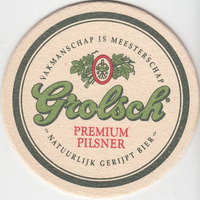 VAKMANSCHAP IS MEESTERSCHAP
Grolsch
PREMIUM
PILSNER
NATUURLIJK GERIJPT BIER